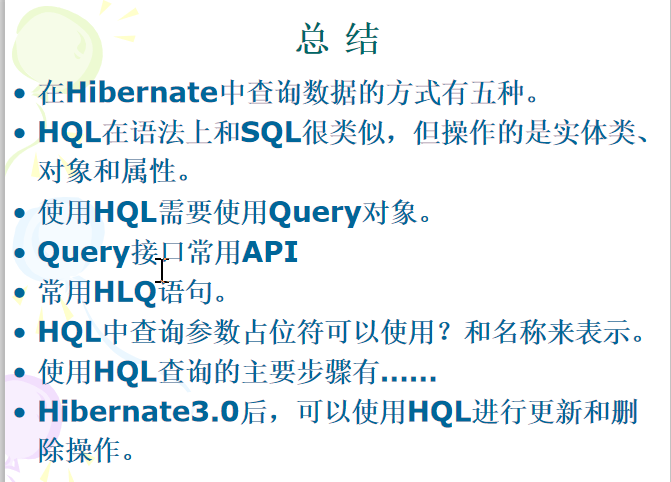 总 结
• 在Hibernate中查询数据的方式有五种。
• HQL在语法上和SQL很类似，但操作的是实体类、
对象和属性。
• 使用HQL需要使用Query对象。
• Query接口常用API
• 常用HLQ语句。
• HQL中查询参数占位符可以使用？和名称来表示。
• 使用HQL查询的主要步骤有......
• Hibernate3.0后，可以使用HQL进行更新和删
除操作。